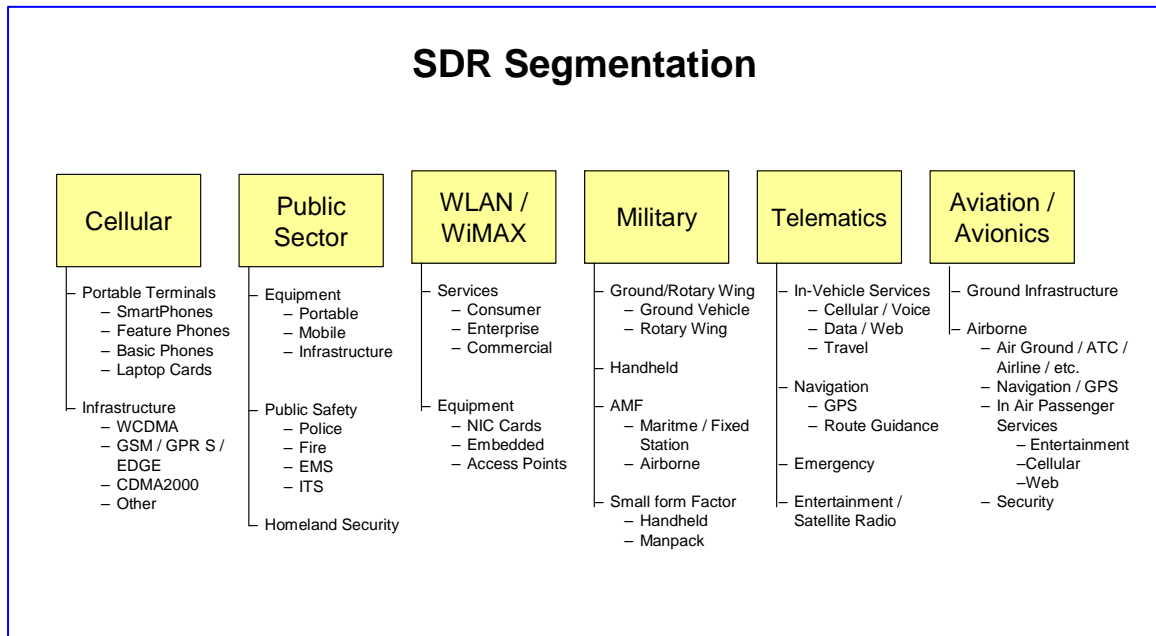 SDR Segmentation
Cellular
– Portable Terminals
– SmartPhones
– Feature Phones
– Basic Phones
– Laptop Cards
– Infrastructure
– WCDMA
– GSM / GPR S /
EDGE
– CDMA2000
– Other
Public
Sector
– Equipment
– Portable
– Mobile
– Infrastructure
– Public Safety
– Police
– Fire
– EMS
– ITS
– Homeland Security
WLAN /
WiMAX
– Services
– Consumer
– Enterprise
– Commercial
– Equipment
– NIC Cards
– Embedded
– Access Points
Military
– Ground/Rotary Wing
– Ground Vehicle
– Rotary Wing
– Handheld
– AMF
– Maritme / Fixed
Station
– Airborne
– Small form Factor
– Handheld
– Manpack
Telematics
– In-Vehicle Services
– Cellular / Voice
– Data / Web
– Travel
– Navigation
– GPS
– Route Guidance
– Emergency
– Entertainment /
Satellite Radio
Aviation /
Avionics
– Ground Infrastructure
– Airborne
– Air Ground / ATC /
Airline / etc.
– Navigation / GPS
– In Air Passenger
Services
– Entertainment
–Cellular
–Web
– Security